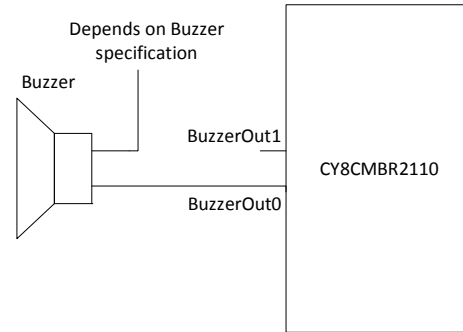 Depends on Buzzer
specification
Buzzer
BuzzerOut1
CY8CMBR2110
BuzzerOut0